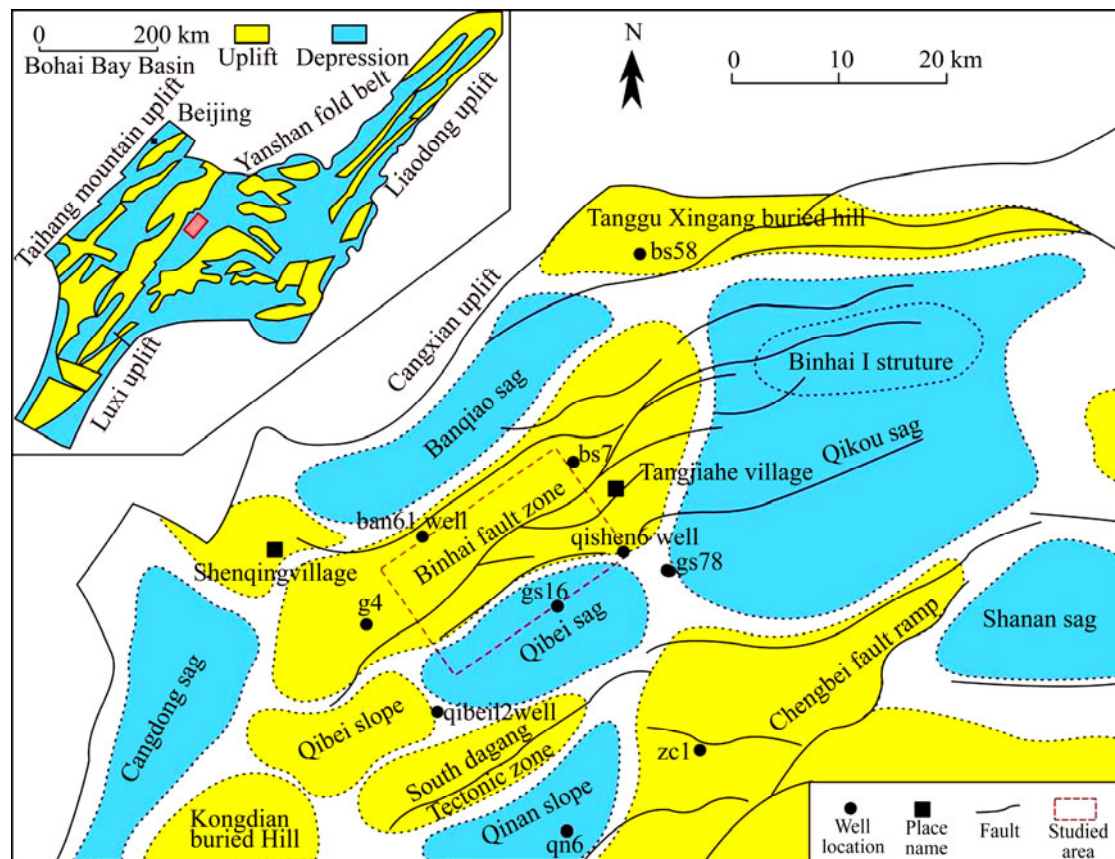 0 200 km
Uplift
Depression
Bohai Bay Basin
Beijing
Taihang mountain uplift
Yanshan fold belt
Liaodong uplift
Luxi uplift
N
0 10 20 km
Tanggu Xingang buried hill
bs58
Cangxian uplift
Binhai I struture
Banqiao sag
Qikou sag
bs7
Tangjiahe village
ban61 well
Binhai fault zone
qishen6 well
gs78
Shenqingvillage
g4
gs16
Qibei sag
Shanan sag
Cangdong sag
Chengbei fault ramp
Qibei slope
qibeil2well
South dagang
Tectonic zone
zc1
Kongdian
buried Hill
Qinan slope
qn6
Well
location
Place
name
Fault
Studied
area